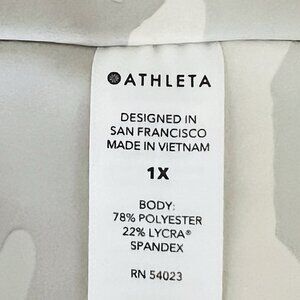 ATHLETA
DESIGNED IN
SAN FRANCISCO
MADE IN VIETNAM
1X
BODY:
78% POLYESTER
22% LYCRA®
SPANDEX
RN 54023